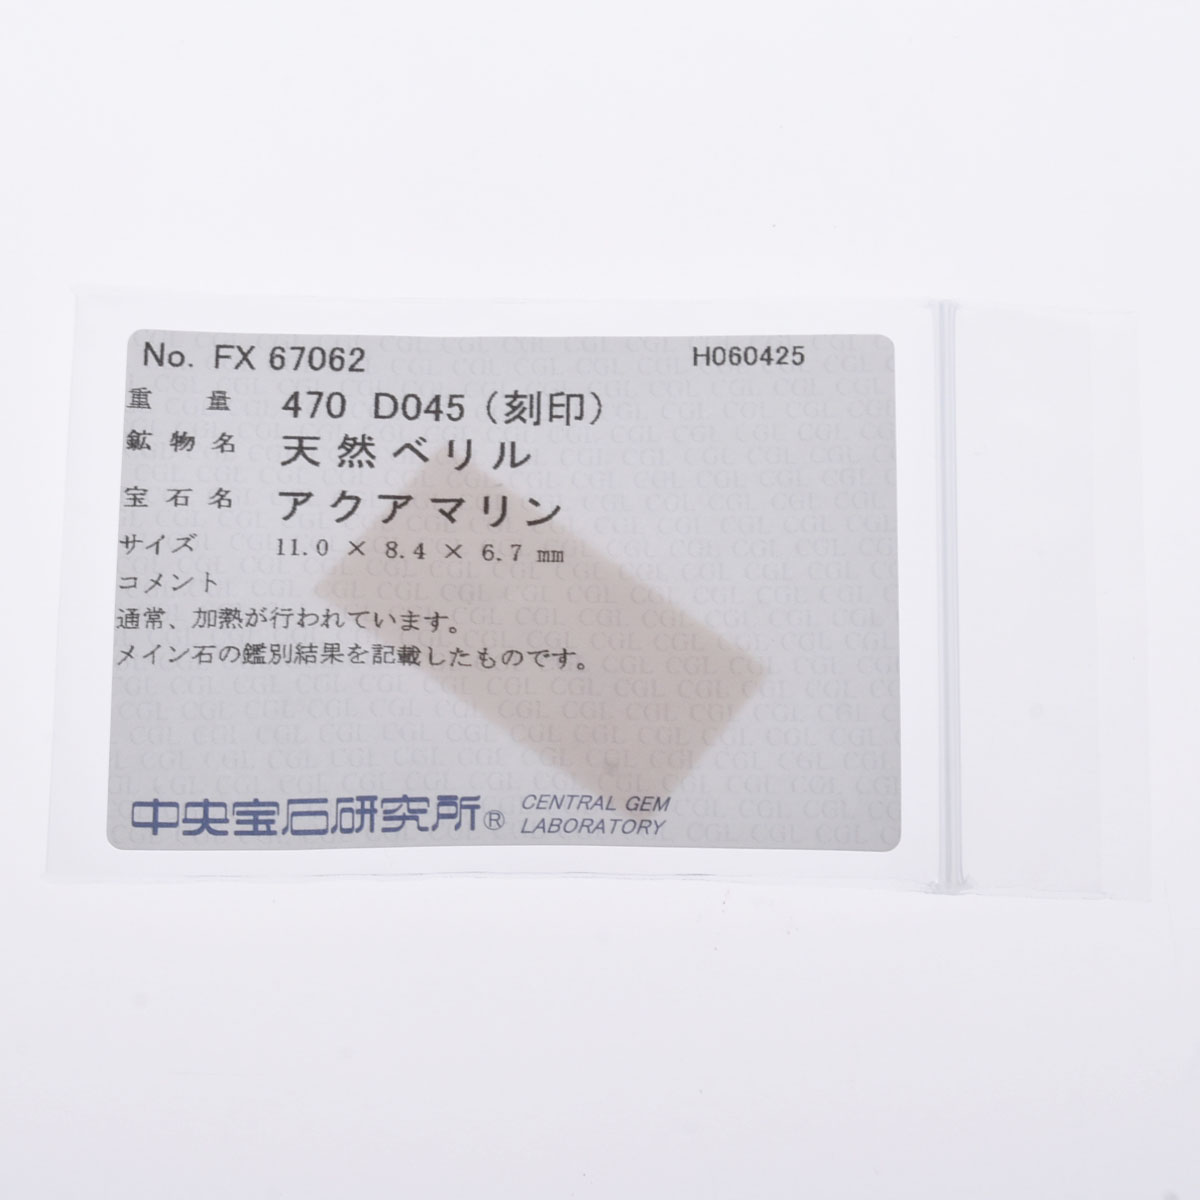 No. FX 67062 H060425
重量 470 D045 (刻印)
鉱物名 天然ベリル
宝石名 アクアマリン
サイズ 11.0 × 8.4 × 6.7 mm
コメント
通常、加熱が行われています。
メイン石の鑑別結果を記載したものです。
中央宝石研究所® CENTRAL GEM
LABORATORY